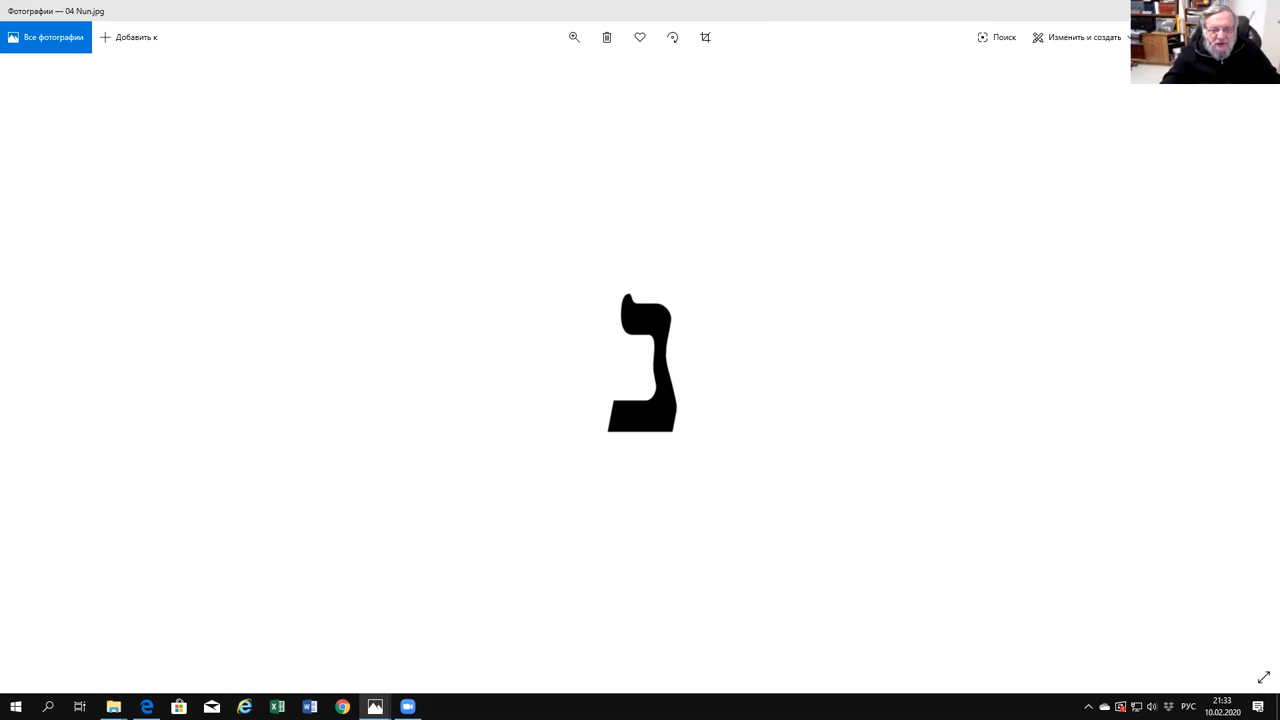 Фотографии — 04 Nun.jpg
Все фотографии
Добавить к
Поиск
Изменить и создать
נ
РУС
21:33
10.02.2020